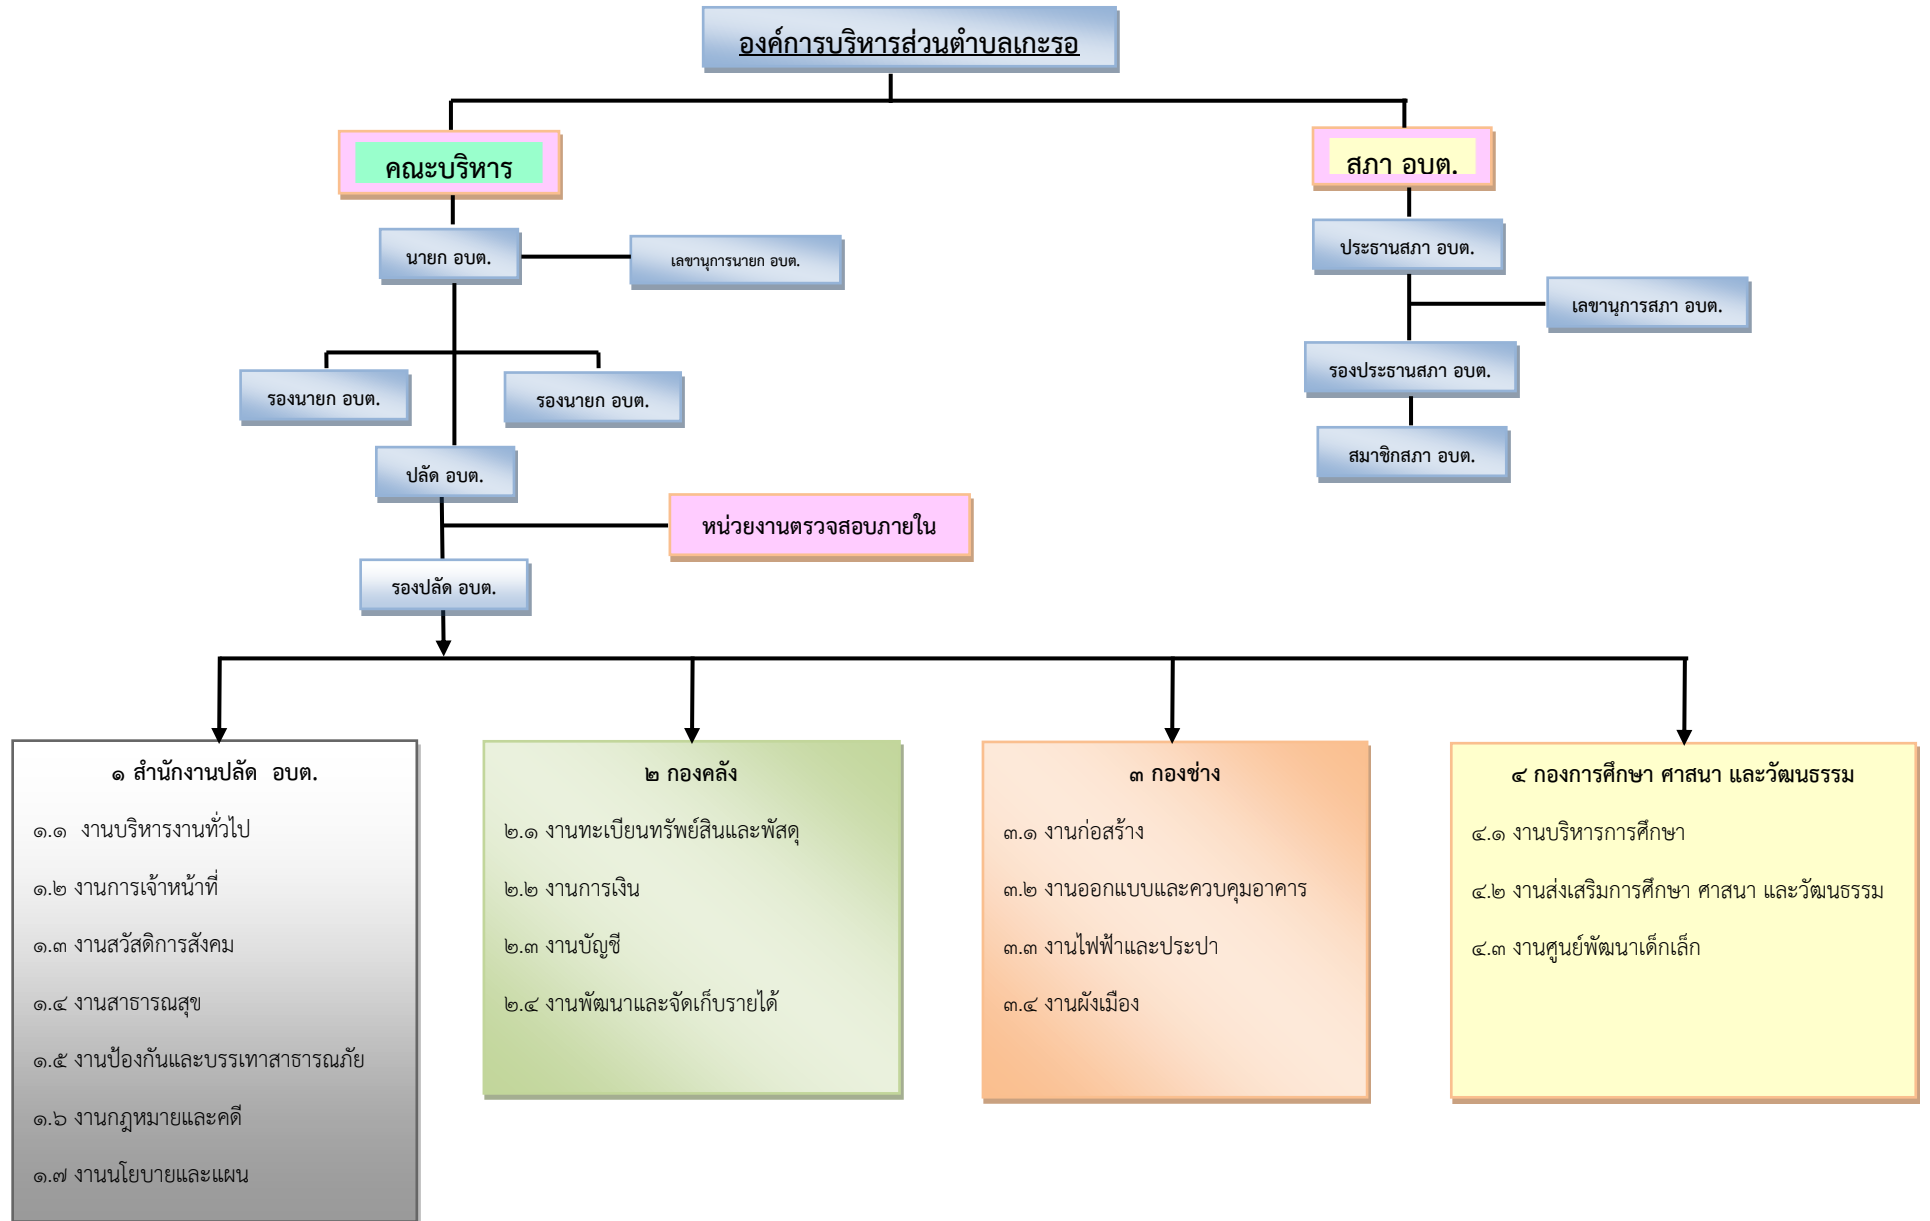 องค์การบริหารส่วนตำบลเกะรอ
คณะบริหาร
สภา อบต.
นายก อบต.
เลขานุการนายก อบต.
ประธานสภา อบต.
เลขานุการสภา อบต.
รองนายก อบต.
รองนายก อบต.
รองประธานสภา อบต.
สมาชิกสภา อบต.
ปลัด อบต.
หน่วยงานตรวจสอบภายใน
รองปลัด อบต.
๑ สำนักงานปลัด  อบต.
๑.๑  งานบริหารงานทั่วไป
๑.๒ งานการเจ้าหน้าที่
๑.๓ งานสวัสดิการสังคม
๑.๔ งานสาธารณสุข
๑.๕ งานป้องกันและบรรเทาสาธารณภัย
๑.๖ งานกฎหมายและคดี
๑.๗ งานนโยบายและแผน
๒ กองคลัง
๒.๑ งานทะเบียนทรัพย์สินและพัสดุ
๒.๒ งานการเงิน
๒.๓ งานบัญชี
๒.๔ งานพัฒนาและจัดเก็บรายได้
๓ กองช่าง
๓.๑ งานก่อสร้าง
๓.๒ งานออกแบบและควบคุมอาคาร
๓.๓ งานไฟฟ้าและประปา
๓.๔ งานผังเมือง
๔ กองการศึกษา ศาสนา และวัฒนธรรม
๔.๑ งานบริหารการศึกษา
๔.๒ งานส่งเสริมการศึกษา ศาสนา และวัฒนธรรม
๔.๓ งานศูนย์พัฒนาเด็กเล็ก